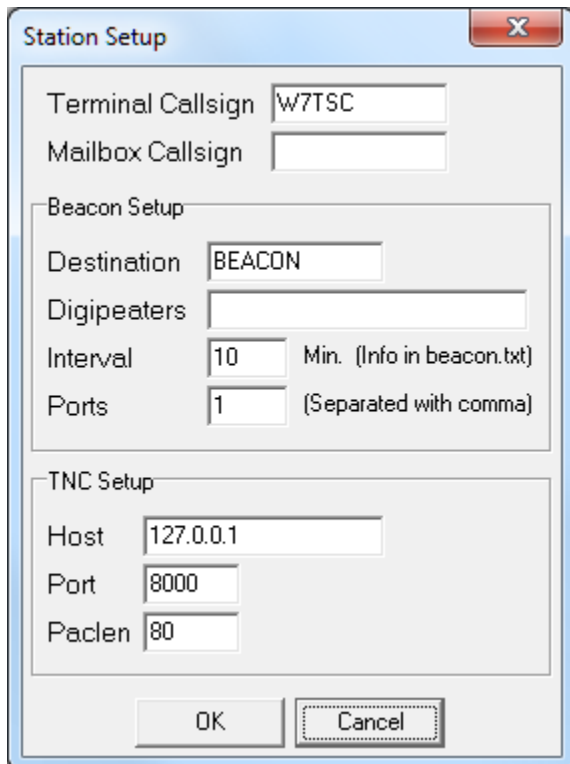 Station Setup
Terminal Callsign W7TSC
Mailbox Callsign
Beacon Setup
Destination BEACON
Digipeaters
Interval 10 Min. (Info in beacon.txt)
Ports 1 (Separated with comma)
TNC Setup
Host 127.0.0.1
Port 8000
Paclen 80
OK Cancel